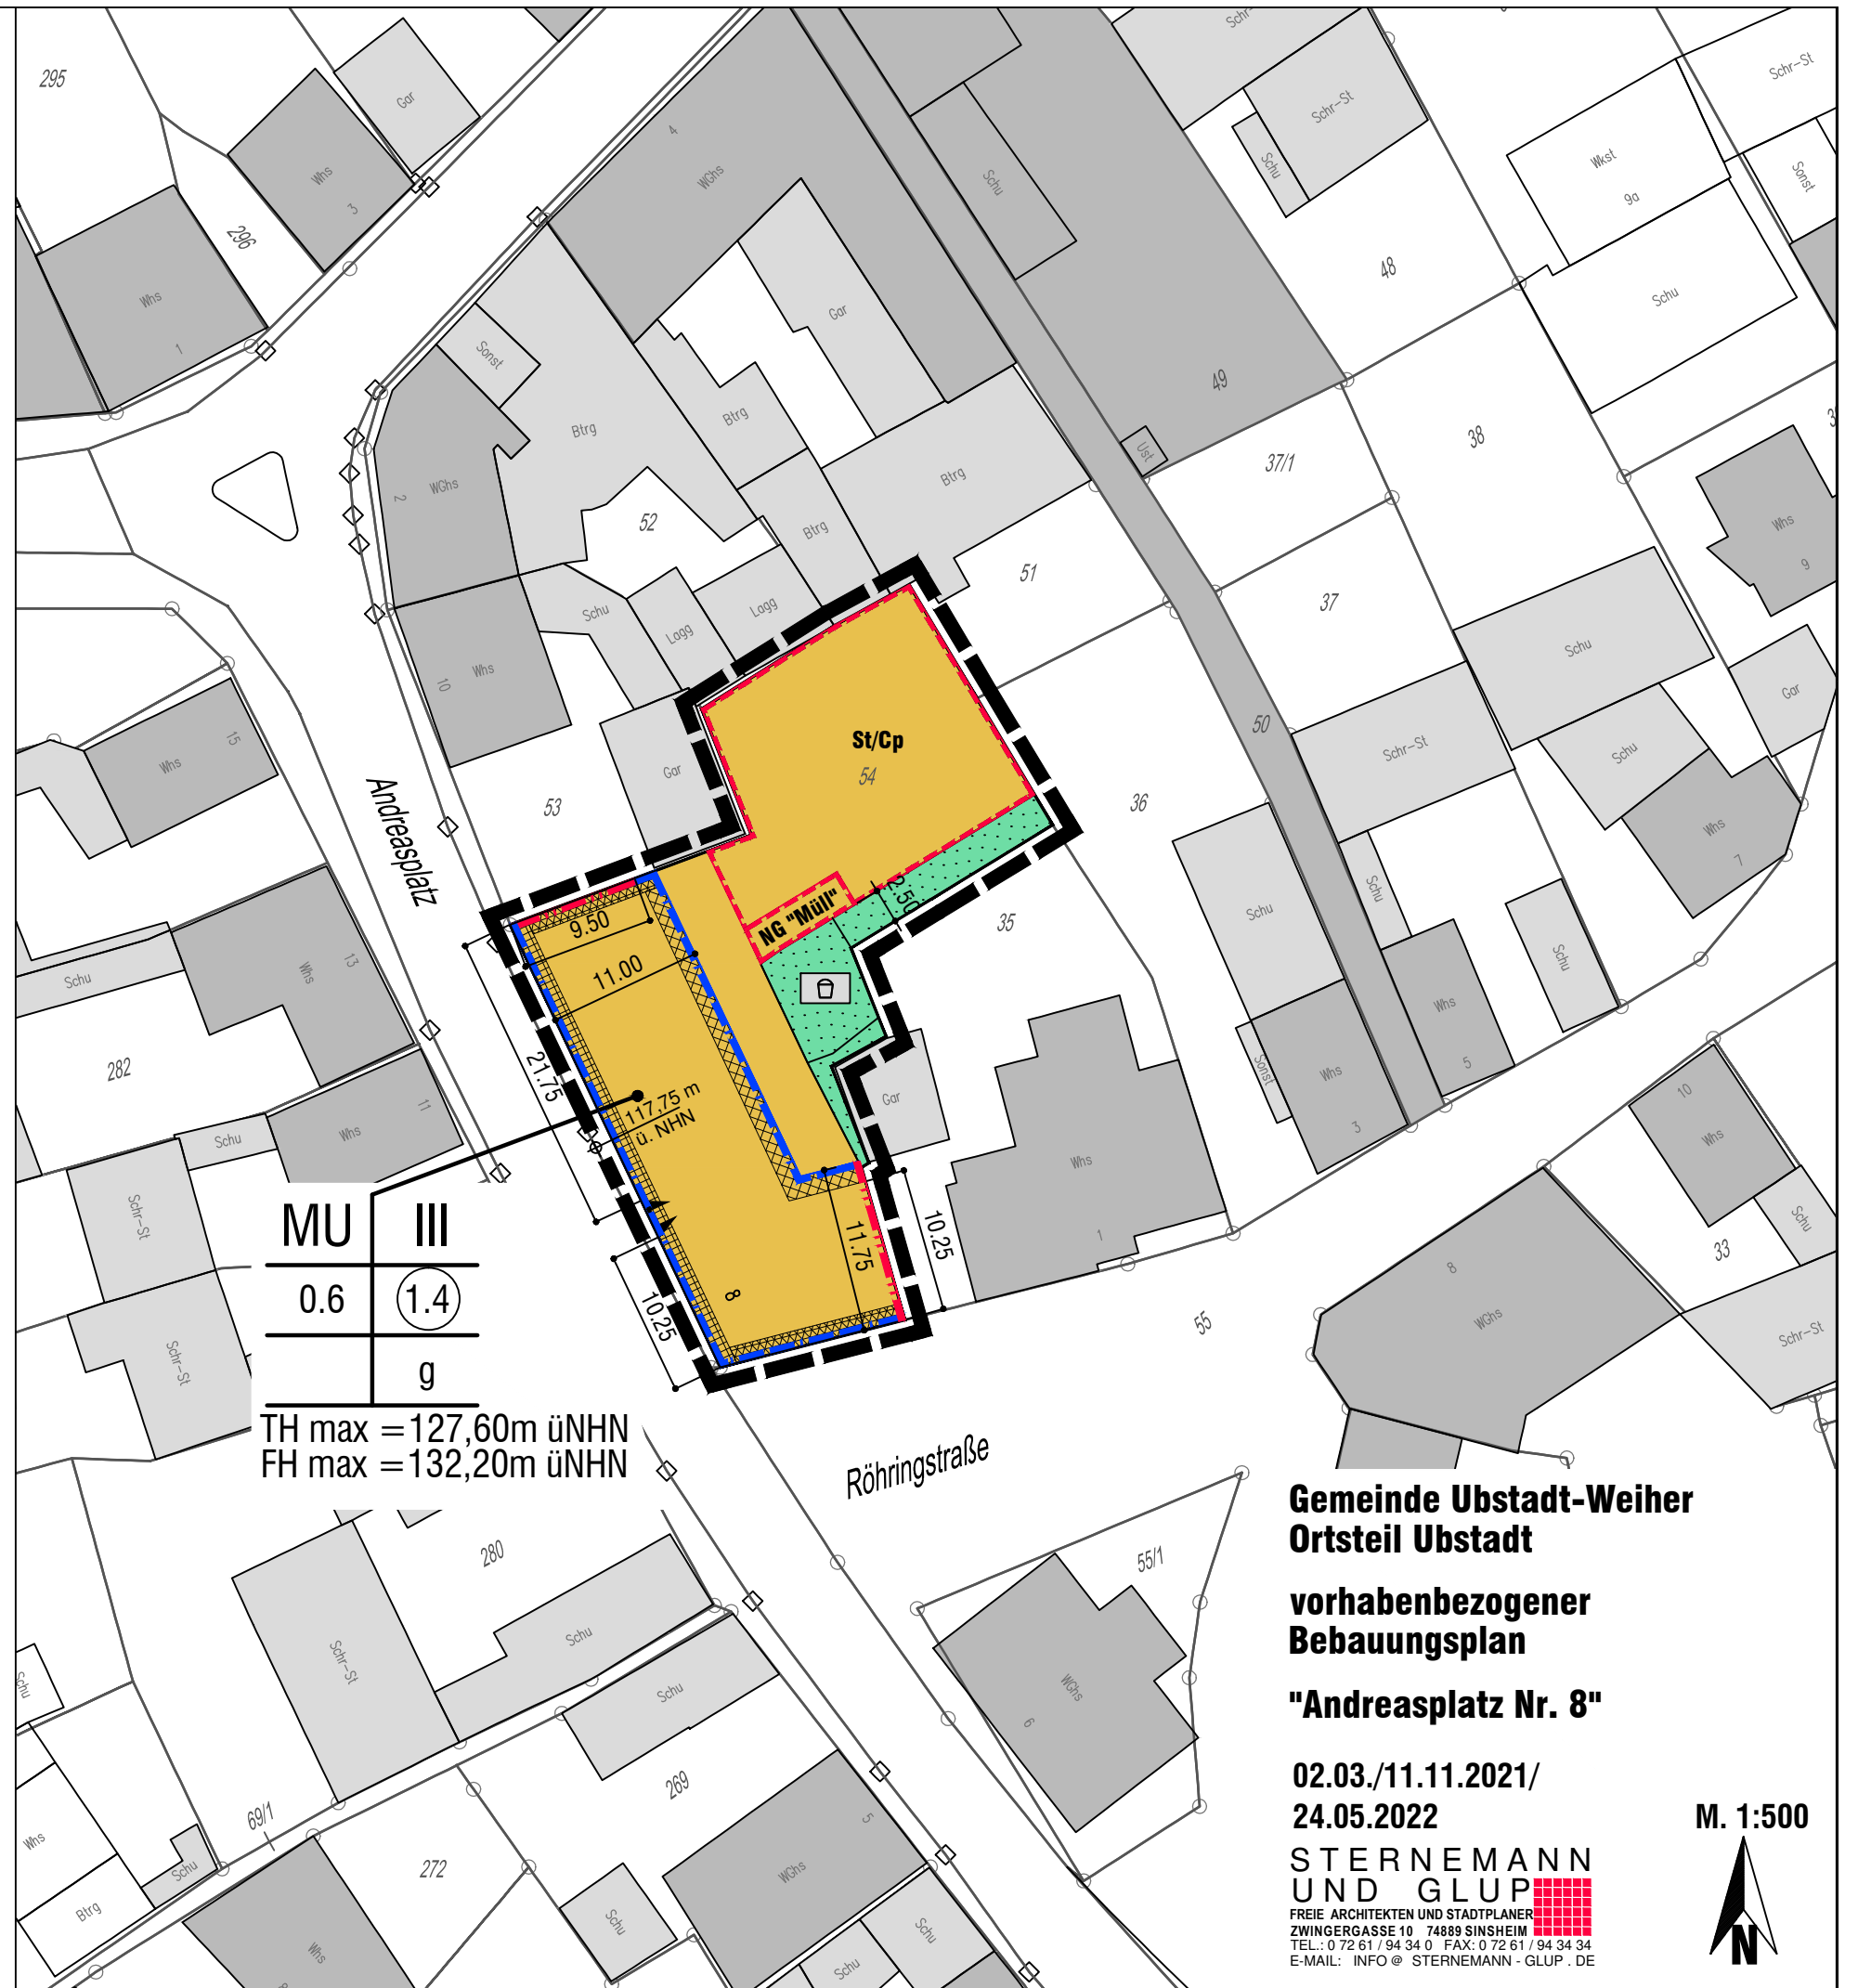 295
Gar
Whs
3
296
Whs
1
4
WGhs
Schu
Schr-St
Schu
Schr-St
Wkst
9a
Sonst
Schu
48
Gar
Sonst
Btrg
Btrg
49
38
Ust
37/1
Btrg
WGhs
2
52
Btrg
Whs
9
51
Lagg
Schu
Lagg
37
Whs
10
Schu
Gar
50
Schr-St
Schu
Whs
15
St/Cp
54
Gar
53
36
Andreasplatz
Whs
7
Schu
Schu
NG "Müll"
2.50
9.50
35
Schu
Whs
13
Schu
11.00
21.75
Whs
5
282
117,75 m
ü. NHN
Gar
Sonst
Whs
3
11
Whs
Schu
Whs
1
10
Whs
Schu
33
MU III
0.6 1.4
g
TH max =127,60m üNHN
FH max =132,20m üNHN
Schr-St
Schr-St
10.25
11.75
10.25
8
55
8
WGhs
Schr-St
Röhringstraße
Gemeinde Ubstadt-Weiher
Ortsteil Ubstadt
vorhabenbezogener
Bebauungsplan
"Andreasplatz Nr. 8"
02.03./11.11.2021/
24.05.2022
M. 1:500
STERNEMANN
UND GLUP
FREIE ARCHITEKTEN UND STADTPLANER
ZWINGERGASSE 10 74889 SINSHEIM
TEL.: 0 72 61 / 94 34 0 FAX: 0 72 61 / 94 34 34
E-MAIL: INFO @ STERNEMANN - GLUP . DE
N
280
55/1
Schu
Schr-St
Schu
Schu
WGhs
6
269
69/1
Whs
Schu
272
5
WGhs
Btrg
Whs
Schu
Schu
Schu